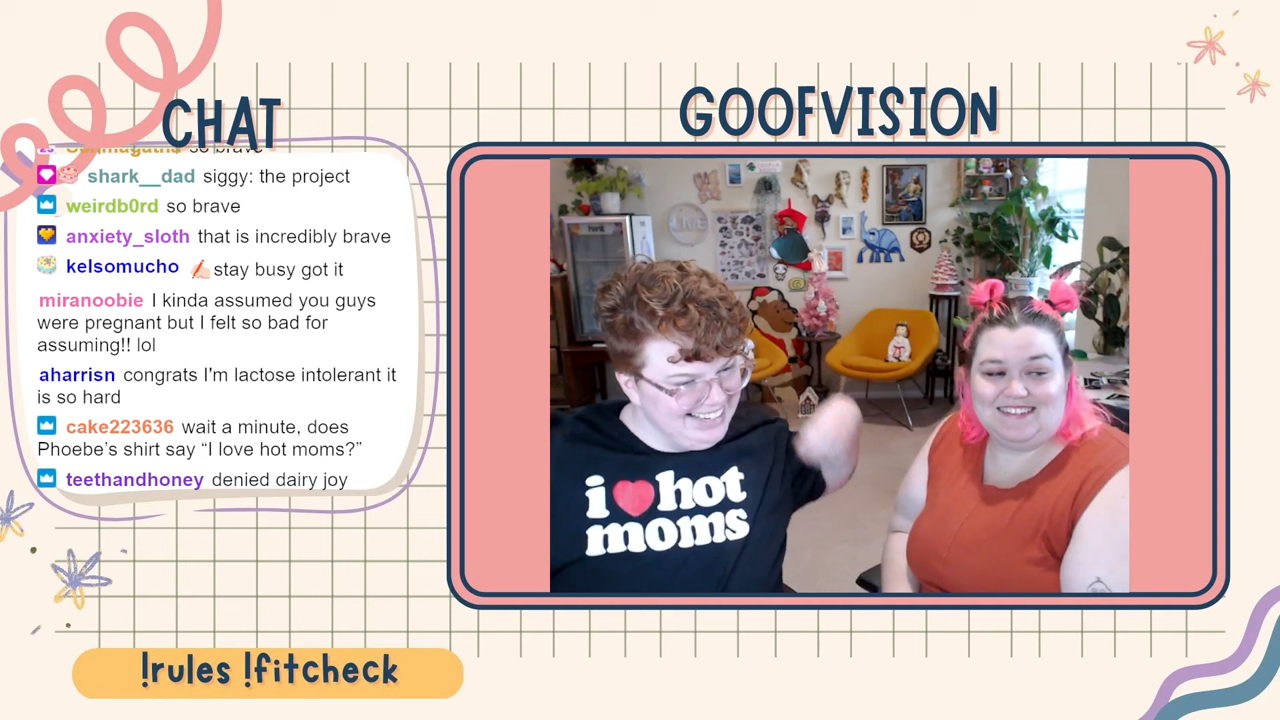 CHAT
GOOFVISION
so brave
shark__dad siggy: the project
weirdb0rd so brave
anxiety_sloth that is incredibly brave
kelsomucho stay busy got it
miranoobie I kinda assumed you guys
were pregnant but I felt so bad for
assuming!! lol
aharrisn congrats I'm lactose intolerant it
is so hard
cake223636 wait a minute, does
Phoebe's shirt say “I love hot moms?”
teethandhoney denied dairy joy
i ❤ hot
moms
!rules !fitcheck